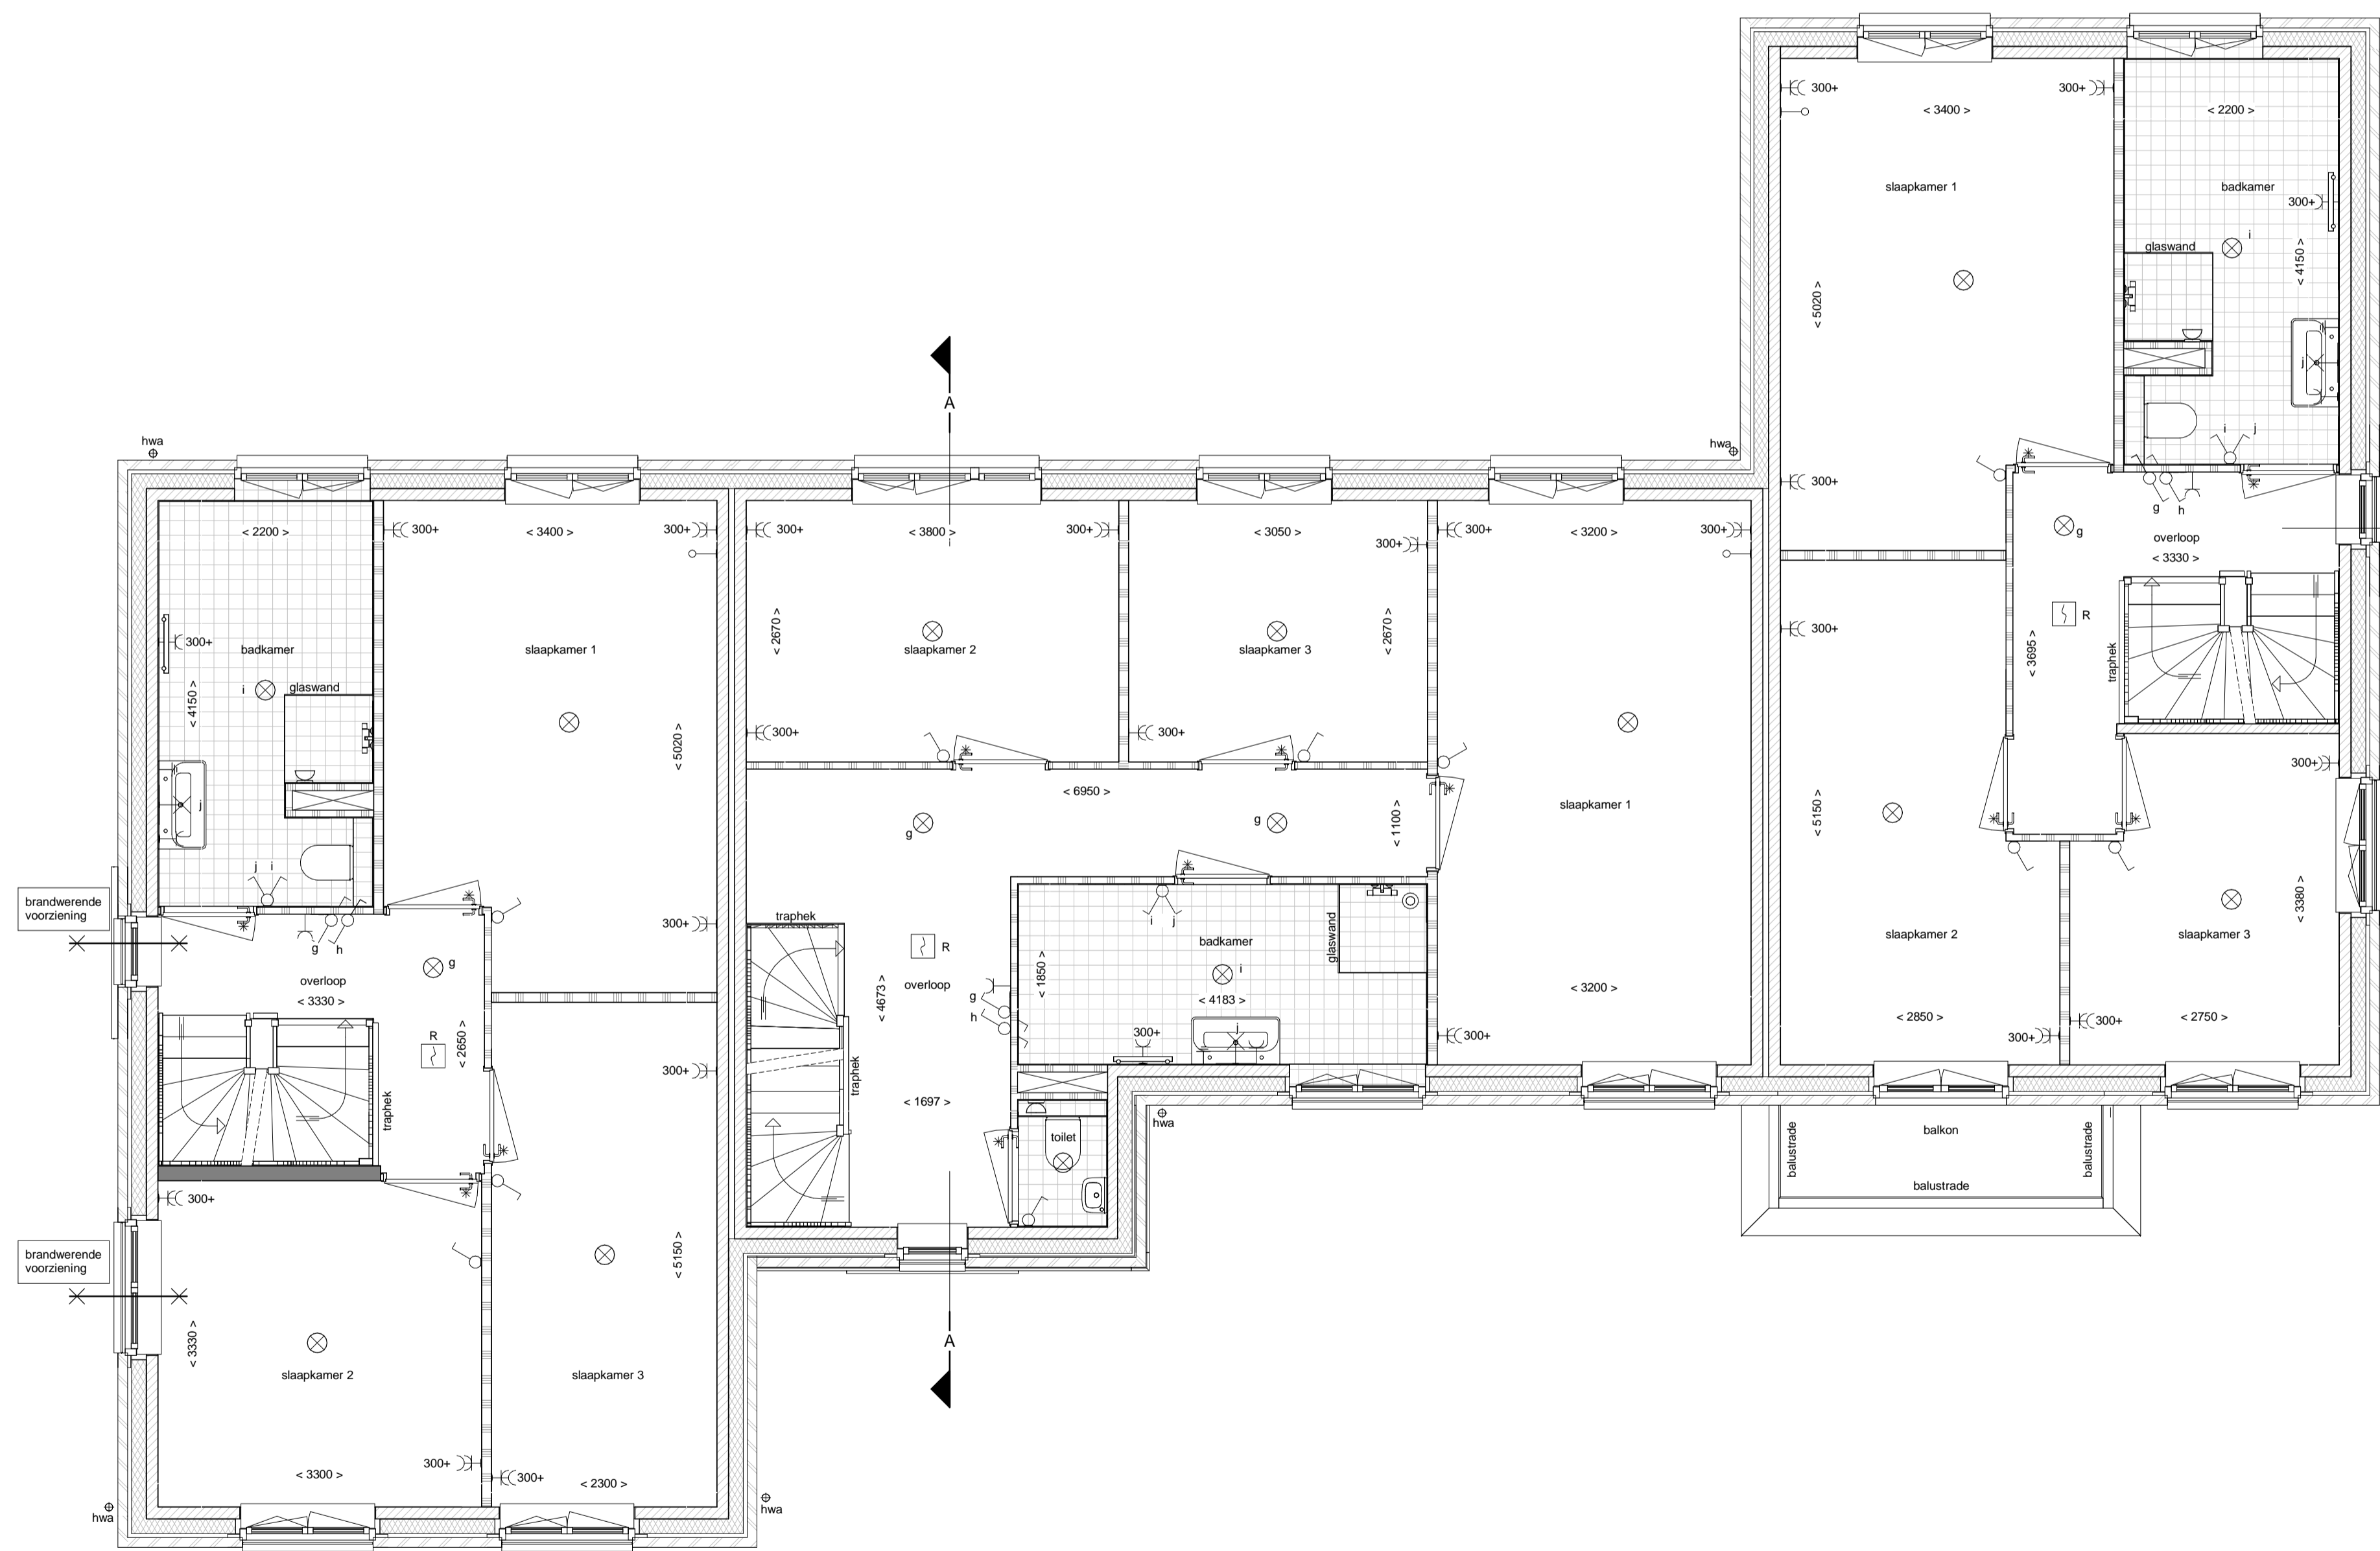 300+
300+
< 3400 >
< 2200 >
slaapkamer 1
badkamer
300+
i
glaswand
< 4150 >
< 5020 >
j
i
j
300+
g
h
g
overloop
< 3330 >
R
300+
< 3695 >
traphek
300+
< 5150 >
< 3380 >
slaapkamer 2
slaapkamer 3
< 2850 >
300+
300+
< 2750 >
balkon
balustrade
balustrade
balustrade
A
hwa
hwa
< 2200 >
300+
< 3400 >
300+
300+
badkamer
slaapkamer 1
i
glaswand
< 4150 >
< 5020 >
j
j
i
300+
brandwerende
voorziening
g
h
g
overloop
< 3330 >
R
< 2650 >
traphek
300+
300+
brandwerende
voorziening
< 3330 >
< 5150 >
slaapkamer 2
slaapkamer 3
300+
300+
< 3300 >
< 2300 >
hwa
hwa
300+
< 3800 >
i
300+
< 3050 >
300+
300+
< 3200 >
300+
< 2670 >
< 2670 >
slaapkamer 2
slaapkamer 3
300+
300+
< 6950 >
g
g
< 1100 >
slaapkamer 1
traphek
R
overloop
i
j
badkamer
glaswand
< 1850 >
i
< 4183 >
< 4673 >
g
h
300+
j
< 3200 >
300+
traphek
< 1697 >
toilet
hwa
A